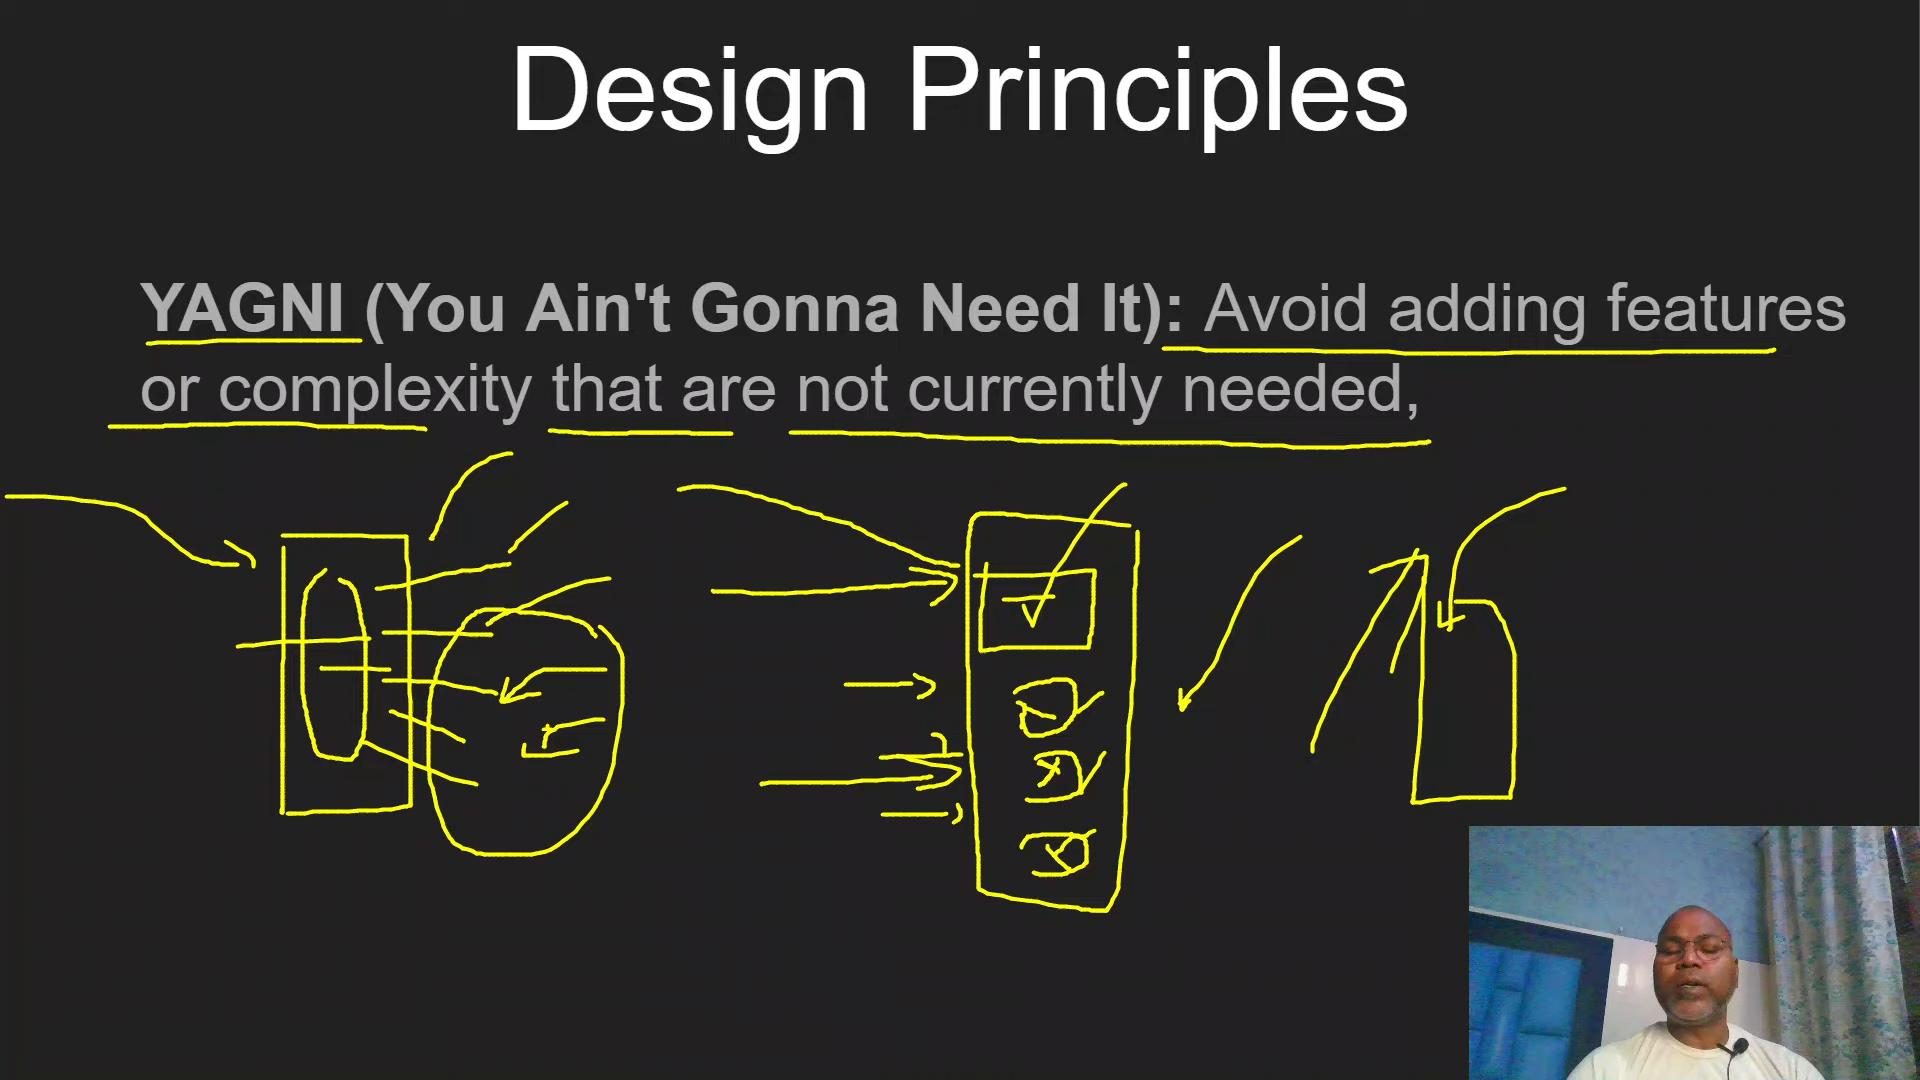 Design Principles
YAGNI (You Ain't Gonna Need It): Avoid adding features
or complexity that are not currently needed,